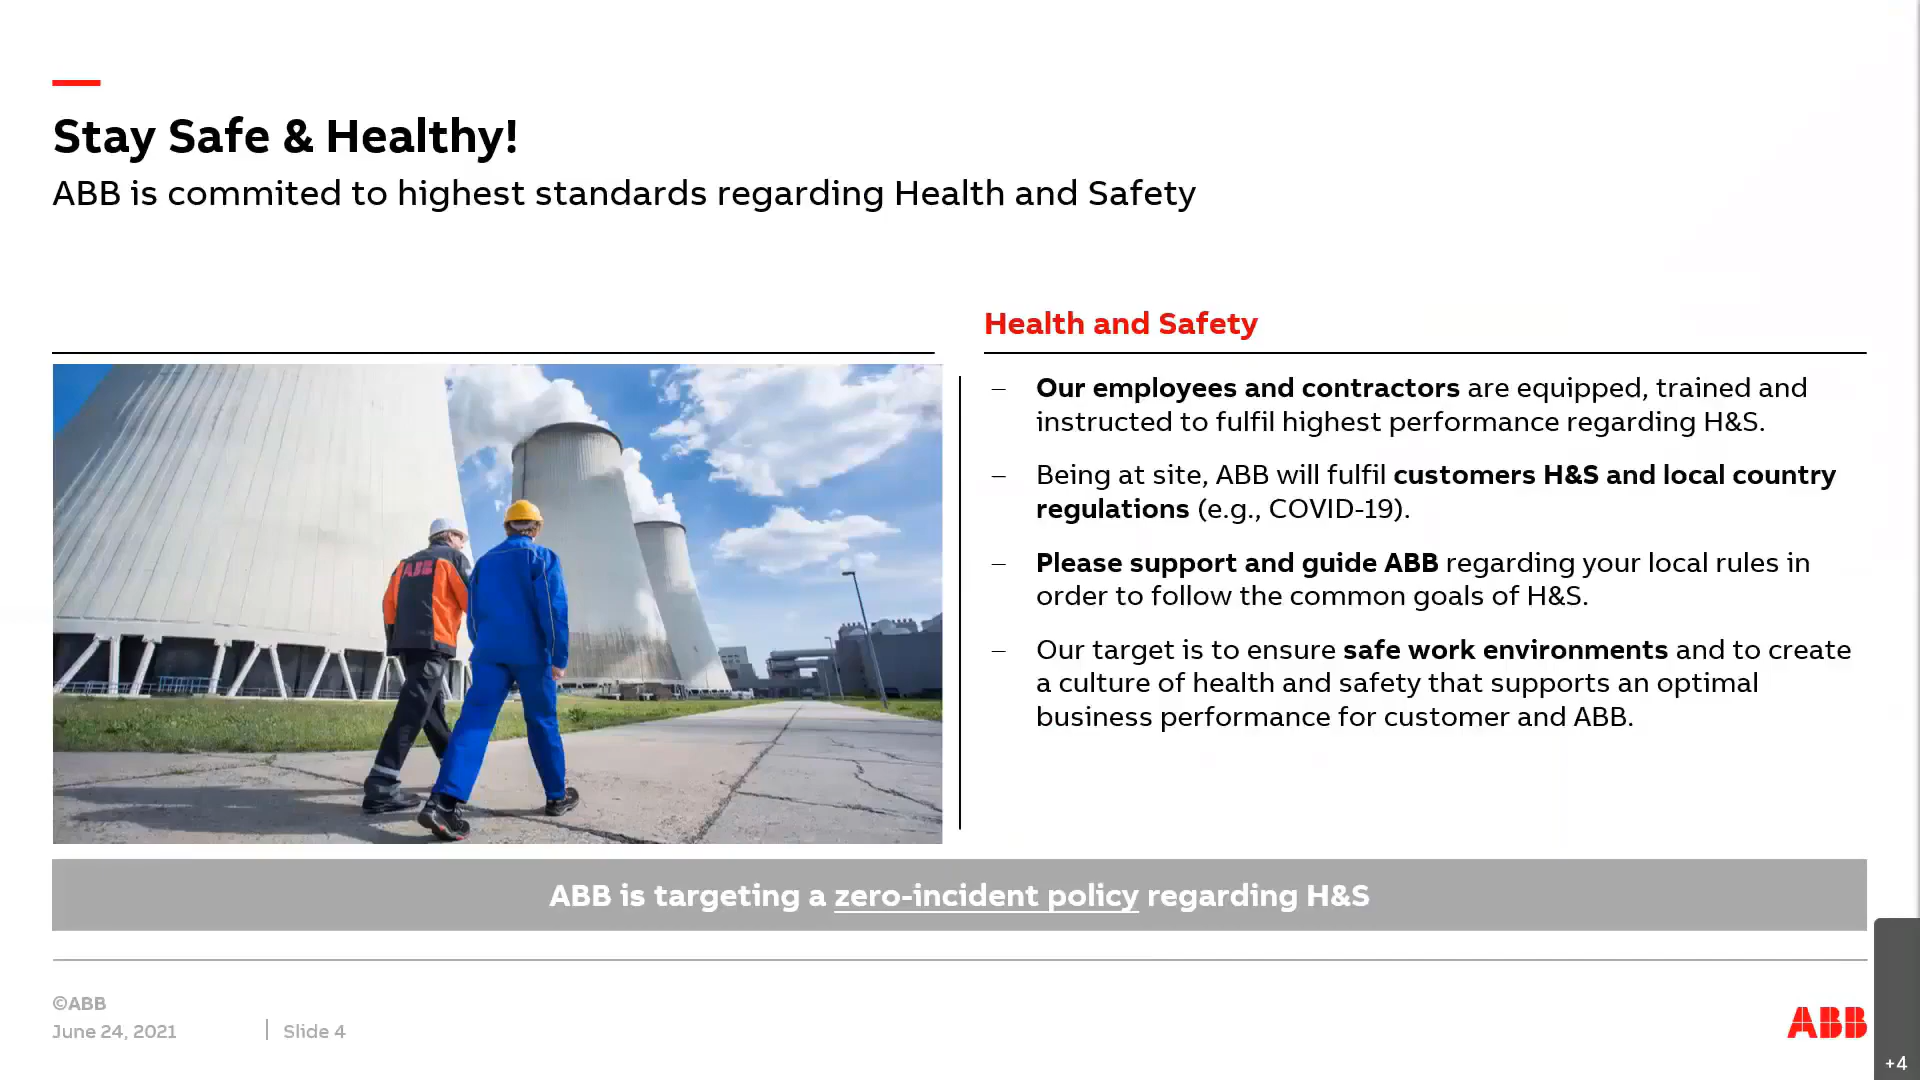 Stay Safe & Healthy!
ABB is commited to highest standards regarding Health and Safety
Health and Safety
– Our employees and contractors are equipped, trained and
instructed to fulfil highest performance regarding H&S.
– Being at site, ABB will fulfil customers H&S and local country
regulations (e.g., COVID-19).
– Please support and guide ABB regarding your local rules in
order to follow the common goals of H&S.
– Our target is to ensure safe work environments and to create
a culture of health and safety that supports an optimal
business performance for customer and ABB.
ABB
ABB is targeting a zero-incident policy regarding H&S
©ABB
June 24, 2021 | Slide 4
ABB
+4